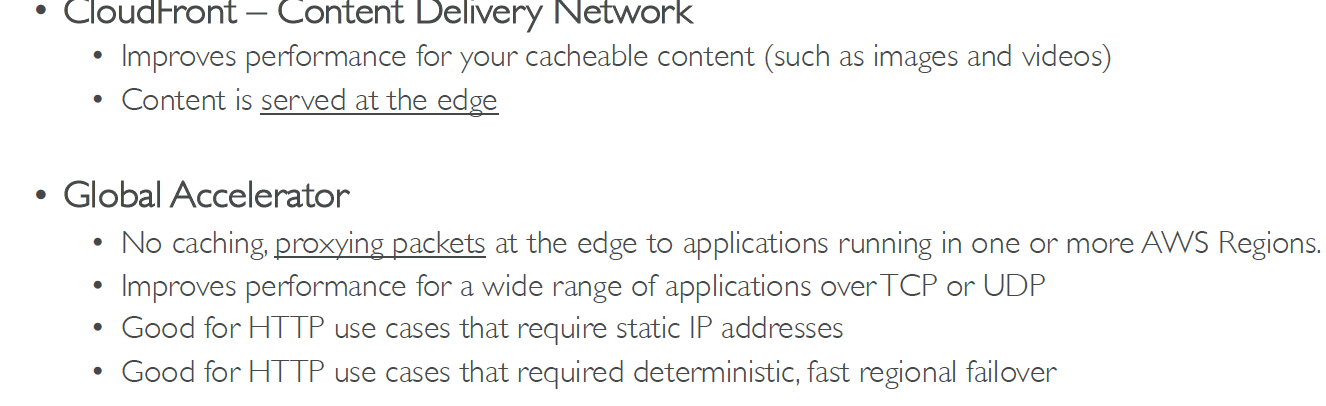 • CloudFront – Content Delivery Network
• Improves performance for your cacheable content (such as images and videos)
• Content is served at the edge
• Global Accelerator
• No caching, proxying packets at the edge to applications running in one or more AWS Regions.
• Improves performance for a wide range of applications over TCP or UDP
• Good for HTTP use cases that require static IP addresses
• Good for HTTP use cases that required deterministic, fast regional failover